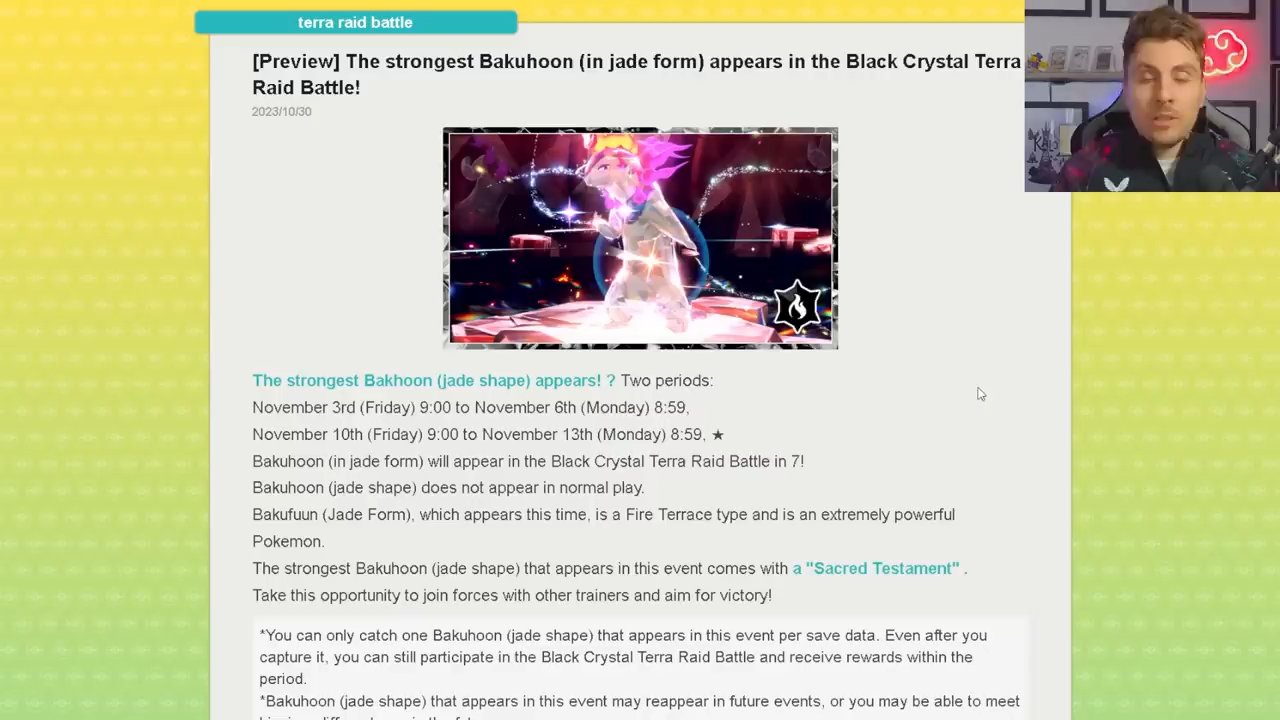 terra raid battle
[Preview] The strongest Bakuhoon (in jade form) appears in the Black Crystal Terra
Raid Battle!
2023/10/30
The strongest Bakhoon (jade shape) appears! ? Two periods:
November 3rd (Friday) 9:00 to November 6th (Monday) 8:59,
November 10th (Friday) 9:00 to November 13th (Monday) 8:59, ★
Bakuhoon (in jade form) will appear in the Black Crystal Terra Raid Battle in 7!
Bakuhoon (jade shape) does not appear in normal play.
Bakufuun (Jade Form), which appears this time, is a Fire Terrace type and is an extremely powerful
Pokemon.
The strongest Bakuhoon (jade shape) that appears in this event comes with a "Sacred Testament" .
Take this opportunity to join forces with other trainers and aim for victory!
*You can only catch one Bakuhoon (jade shape) that appears in this event per save data. Even after you
capture it, you can still participate in the Black Crystal Terra Raid Battle and receive rewards within the
period.
*Bakuhoon (jade shape) that appears in this event may reappear in future events, or you may be able to meet